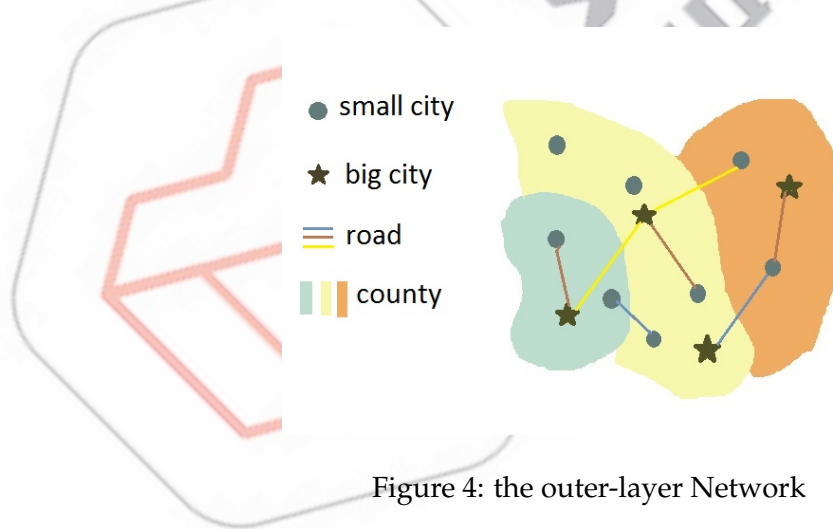 small city
big city
road
county
Figure 4: the outer-layer Network